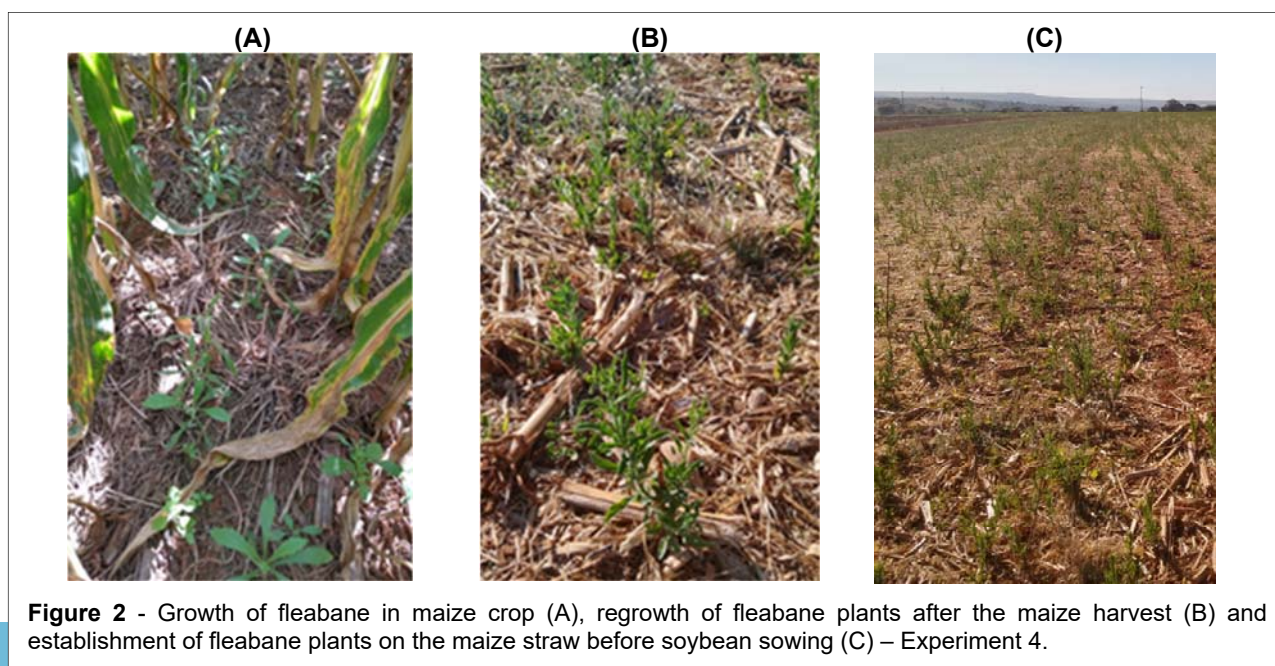 (A) (B) (C)
Figure 2 - Growth of fleabane in maize crop (A), regrowth of fleabane plants after the maize harvest (B) and
establishment of fleabane plants on the maize straw before soybean sowing (C) – Experiment 4.